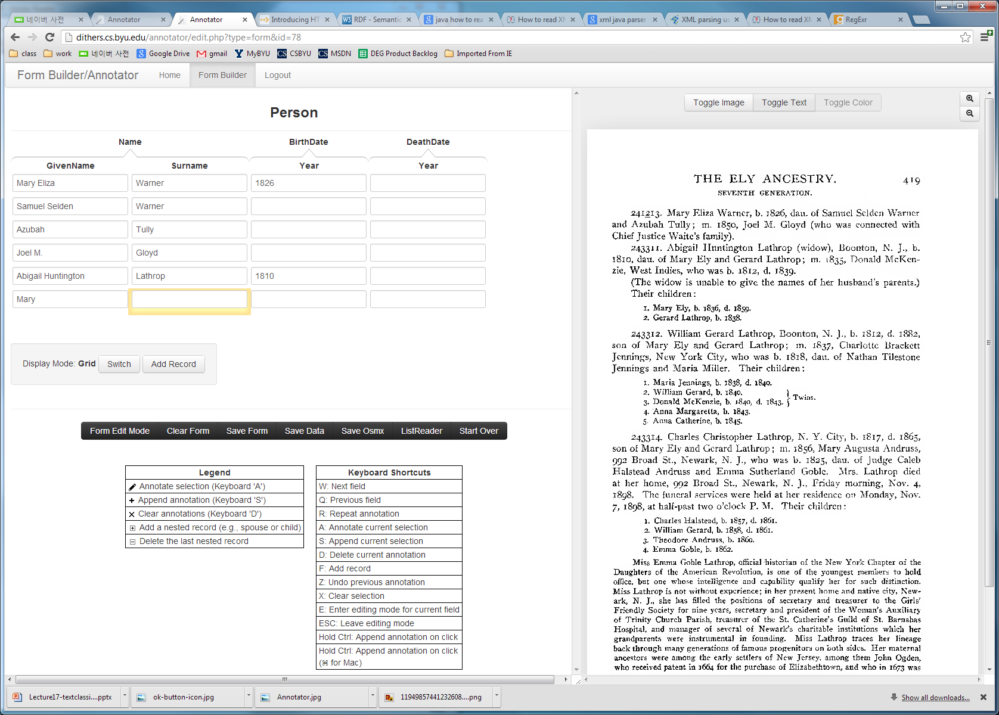 네이버 사전
Annotator
Annotator
Introducing HT
RDF - Semantic
java how to rea
How to read XM
xml java parser
XML parsing us
How to read XM
RegExr
dithers.cs.byu.edu/annotator/edit.php?type=form&id=78
class
work
네이버 사전
Google Drive
gmail
MyBYU
CSBYU
MSDN
DEG Product Backlog
Imported From IE
Form Builder/Annotator
Home
Form Builder
Logout
Person
Name
BirthDate
DeathDate
GivenName
Surname
Year
Year
Mary Eliza
Warner
1826
Samuel Selden
Warner
Azubah
Tully
Joel M.
Gloyd
Abigail Huntington
Lathrop
1810
Mary
Display Mode: Grid
Switch
Add Record
Form Edit Mode
Clear Form
Save Form
Save Data
Save Osmx
ListReader
Start Over
Legend
Annotate selection (Keyboard 'A')
Append annotation (Keyboard 'S')
Clear annotations (Keyboard 'D')
Add a nested record (e.g., spouse or child)
Delete the last nested record
Keyboard Shortcuts
W: Next field
Q: Previous field
R: Repeat annotation
A: Annotate current selection
S: Append current selection
D: Delete current annotation
F: Add record
Z: Undo previous annotation
X: Clear selection
E: Enter editing mode for current field
ESC: Leave editing mode
Hold Ctrl: Append annotation on click
Hold Ctrl: Append annotation on click
(⌘ for Mac)
Toggle Image
Toggle Text
Toggle Color
THE ELY ANCESTRY. 419
SEVENTH GENERATION.
241213. Mary Eliza Warner, b. 1826, dau. of Samuel Selden Warner
and Azubah Tully; m. 1850, Joel M. Gloyd (who was connected with
Chief Justice Waite's family).
243311. Abigail Huntington Lathrop (widow), Boonton, N. J., b.
1810, dau. of Mary Ely and Gerard Lathrop; m. 1835, Donald McKen-
zie, West Indies, who was b. 1812, d. 1839.
(The widow is unable to give the names of her husband's parents.)
Their children:
1. Mary Ely, b. 1836, d. 1859.
2. Gerard Lathrop, b. 1838.
243312. William Gerard Lathrop, Boonton, N. J., b. 1812, d. 1882,
son of Mary Ely and Gerard Lathrop; m. 1837, Charlotte Brackett
Jennings, New York City, who was b. 1818, dau. of Nathan Tilestone
Jennings and Maria Miller. Their children:
1. Maria Jennings, b. 1838, d. 1840.
2. William Gerard, b. 1840.
3. Donald McKenzie, b. 1840, d. 1843. } Twins.
4. Anna Margaretta, b. 1843.
5. Anna Catherine, b. 1845.
243314. Charles Christopher Lathrop, N. Y. City, b. 1817, d. 1865,
son of Mary Ely and Gerard Lathrop; m. 1856, Mary Augusta Andruss,
992 Broad St., Newark, N. J., who was b. 1825, dau. of Judge Caleb
Halstead Andruss and Emma Sutherland Goble. Mrs. Lathrop died
at her home, 992 Broad St., Newark, N. J., Friday morning, Nov. 4,
1898. The funeral services were held at her residence on Monday, Nov.
7, 1898, at half-past two o'clock P. M. Their children:
1. Charles Halstead, b. 1857, d. 1861.
2. William Gerard, b. 1858, d. 1861.
3. Theodore Andruss, b. 1860.
4. Emma Goble, b. 1862.
Miss Emma Goble Lathrop, official historian of the New York Chapter of the
Daughters of the American Revolution, is one of the youngest members to hold
office, but one whose intelligence and capability qualify her for such distinction.
Miss Lathrop is not without experience; in her present home and native city, New-
ark, N. J., she has filled the positions of secretary and treasurer to the Girls'
Friendly Society for nine years, secretary and president of the Woman's Auxiliary
of Trinity Church Parish, treasurer of the St. Catherine's Guild of St. Barnabas
Hospital, and manager of several of Newark's charitable institutions which her
grandparents were instrumental in founding. Miss Lathrop traces her lineage
back through many generations of famous progenitors on both sides. Her maternal
ancestors were among the early settlers of New Jersey, among them John Ogden,
who received patent in 1664 for the purchase of Elizabethtown, and who in 1673 was
Lecture17-textclassi....pptx
ok-button-icon.jpg
Annotator.jpg
11949857441232608....png
Show all downloads...